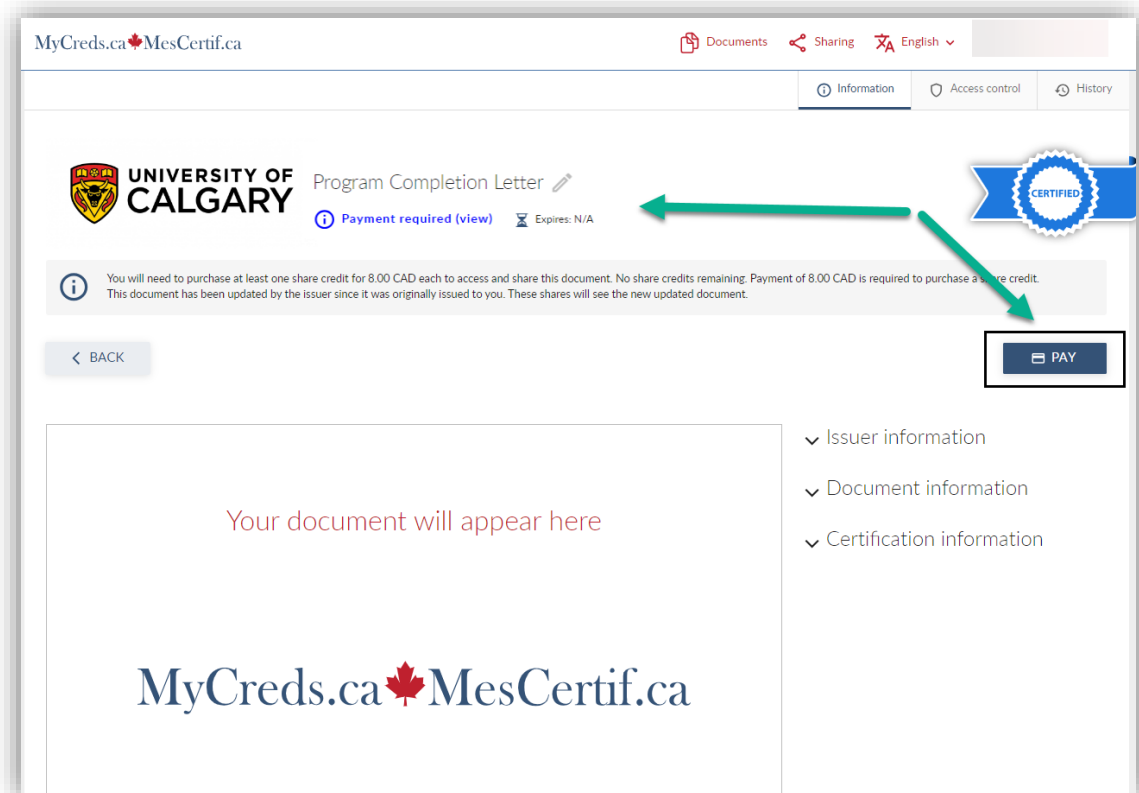 MyCreds.ca MesCertif.ca
Documents
Sharing
English
Information
Access control
History
UNIVERSITY OF
CALGARY
Program Completion Letter
Payment required (view)
Expires: N/A
CERTIFIED
You will need to purchase at least one share credit for 8.00 CAD each to access and share this document. No share credits remaining. Payment of 8.00 CAD is required to purchase a share credit.
This document has been updated by the issuer since it was originally issued to you. These shares will see the new updated document.
BACK
PAY
Your document will appear here
MyCreds.ca MesCertif.ca
Issuer information
Document information
Certification information